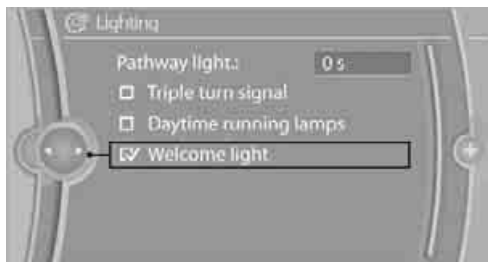 Lighting
Pathway light.: 0 s
Triple turn signal
Daytime running lamps
Welcome light